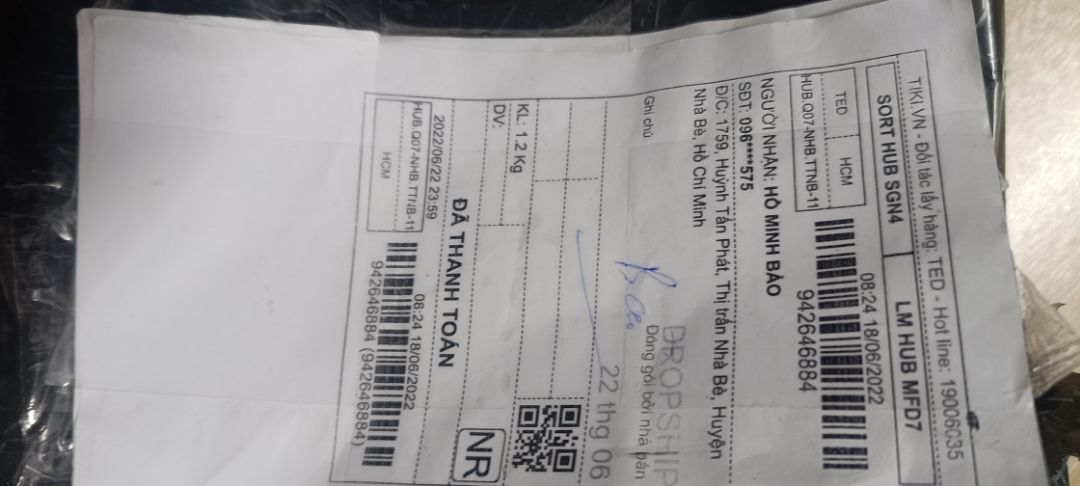 TIKI.VN - Đối tác lấy hàng: TED - Hot line: 19006035
SORT HUB SGN4
LM HUB MFD7
TED
HCM
HUB.Q07-NHB.TTNB-11
08:24 18/06/2022
942646884
NGƯỜI NHẬN: HỒ MINH BẢO
SĐT: 096****575
Đ/C: 1759, Huỳnh Tấn Phát, Thị trấn Nhà Bè, Huyện
Nhà Bè, Hồ Chí Minh
Ghi chú
DROPSHIP
Đóng gói bởi nhà bán
22 thg 06
KL: 1.2 Kg
DV:
NR
ĐÃ THANH TOÁN
2022/06/22 23:59
HUB.Q07-NHB.TTNB-11
HCM
08:24 18/06/2022
942646884 (942646884)